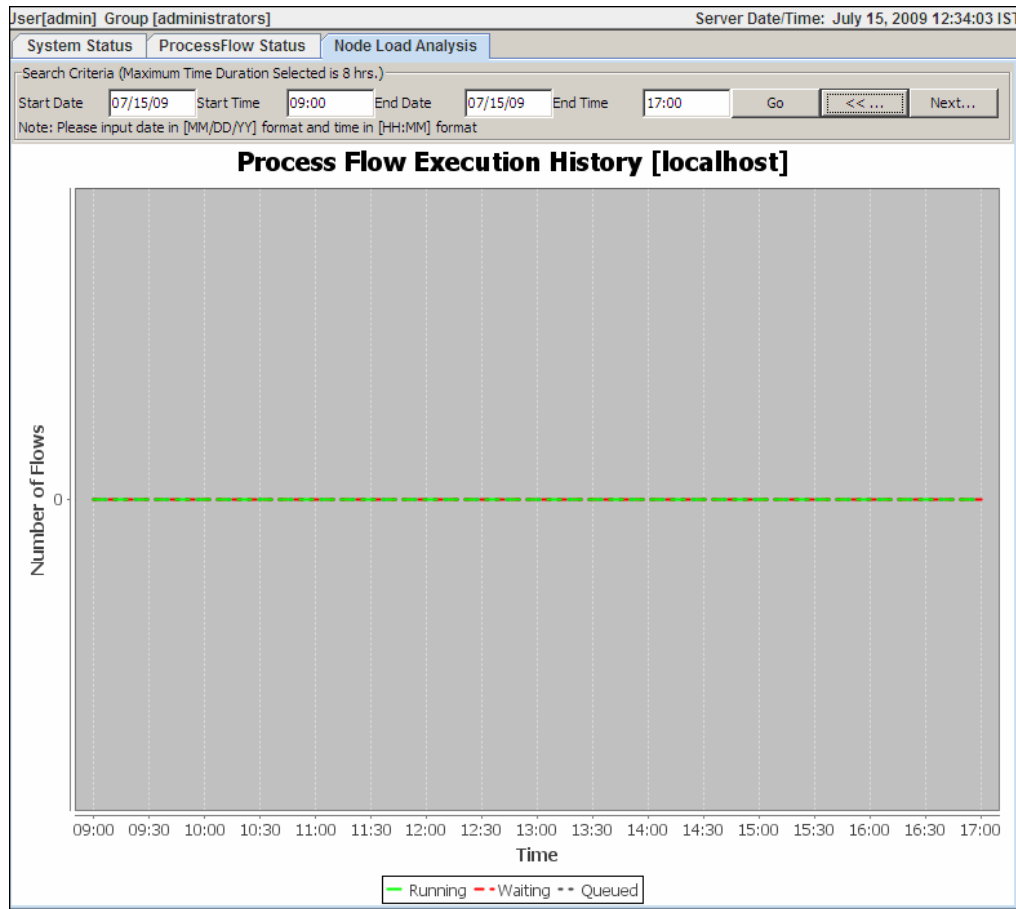 User[admin] Group [administrators] Server Date/Time: July 15, 2009 12:34:03 IST
System Status ProcessFlow Status Node Load Analysis
Search Criteria (Maximum Time Duration Selected is 8 hrs.)
Start Date 07/15/09 Start Time 09:00 End Date 07/15/09 End Time 17:00 Go << ... Next...
Note: Please input date in [MM/DD/YY] format and time in [HH:MM] format
Process Flow Execution History [localhost]
Number of Flows
0
09:00 09:30 10:00 10:30 11:00 11:30 12:00 12:30 13:00 13:30 14:00 14:30 15:00 15:30 16:00 16:30 17:00
Time
Running Waiting Queued